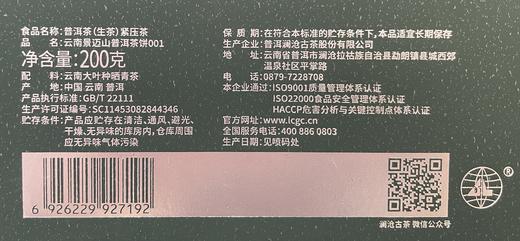 食品名称：普洱茶(生茶) 紧压茶
品　　名：云南景迈山普洱茶饼001
净含量：200克
配　　料：云南大叶种晒青茶
产　　地：中国 云南 普洱
产品执行标准：GB/T 22111
生产许可证编号：SC11453082844346
贮存条件：产品应贮存在清洁、通风、避光、
干燥、无异味的库房内，仓库周围
应无异味气体污染
保 质 期：在符合本标准的贮存条件下，本品适宜长期保存
生产企业：普洱澜沧古茶股份有限公司
地　　址：云南省普洱市澜沧拉祜族自治县勐朗镇县城西郊
温泉社区平掌路
电　　话：0879-7228708
本企业通过：ISO9001质量管理体系认证
ISO22000食品安全管理体系认证
HACCP危害分析与关键控制点体系认证
官方网址：www.lcgc.cn
全国服务电话：400 886 0803
生产日期：见喷码处
6 926229 927192
澜沧古茶 微信公众号
®